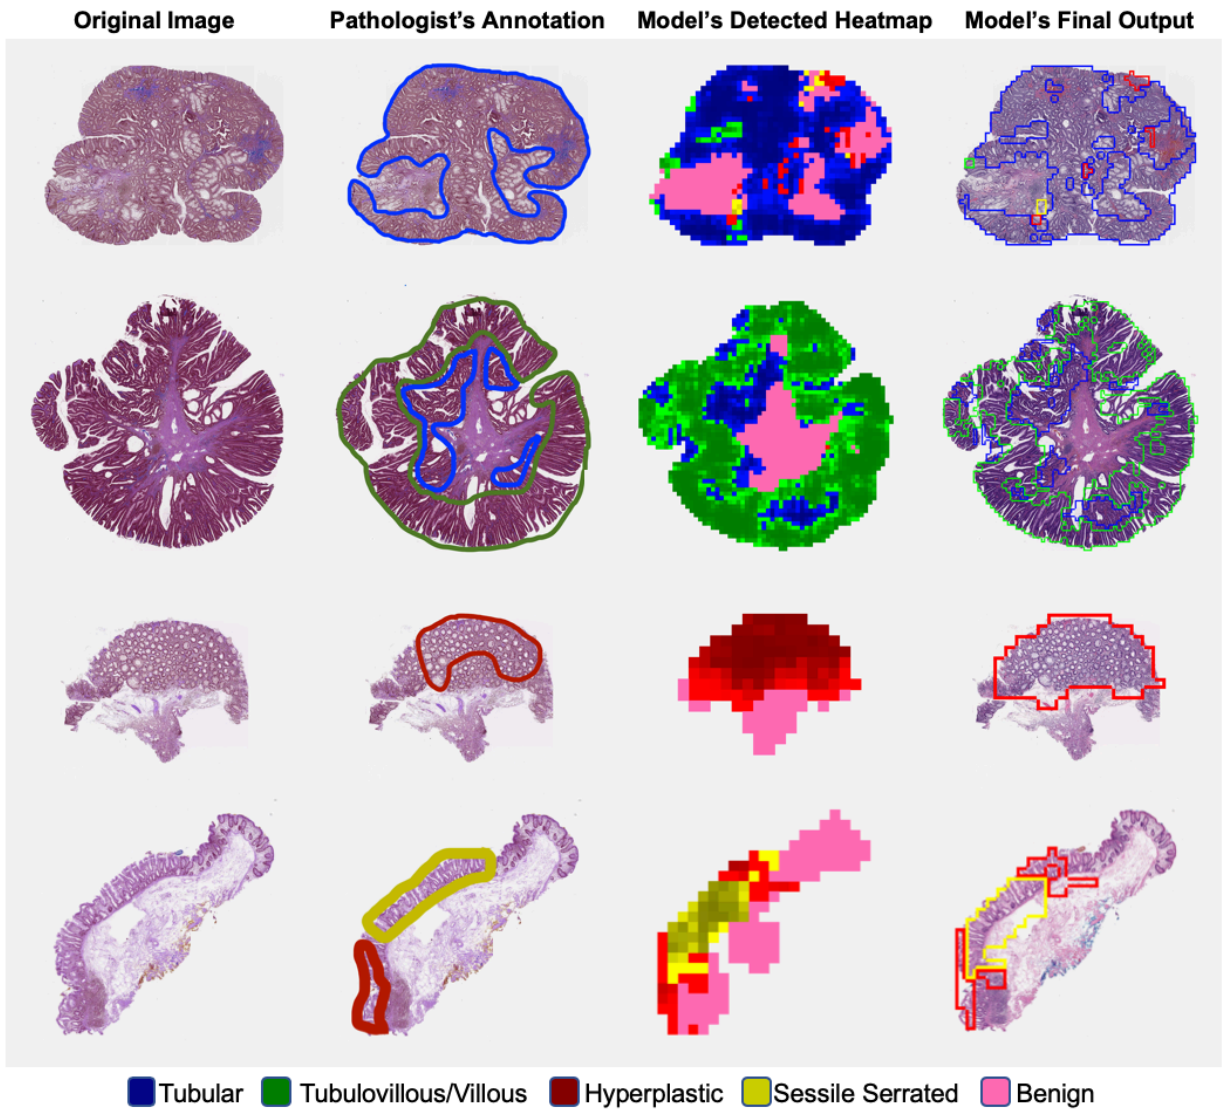 Original Image Pathologist's Annotation Model's Detected Heatmap Model's Final Output
Tubular Tubulovillous/Villous Hyperplastic Sessile Serrated Benign